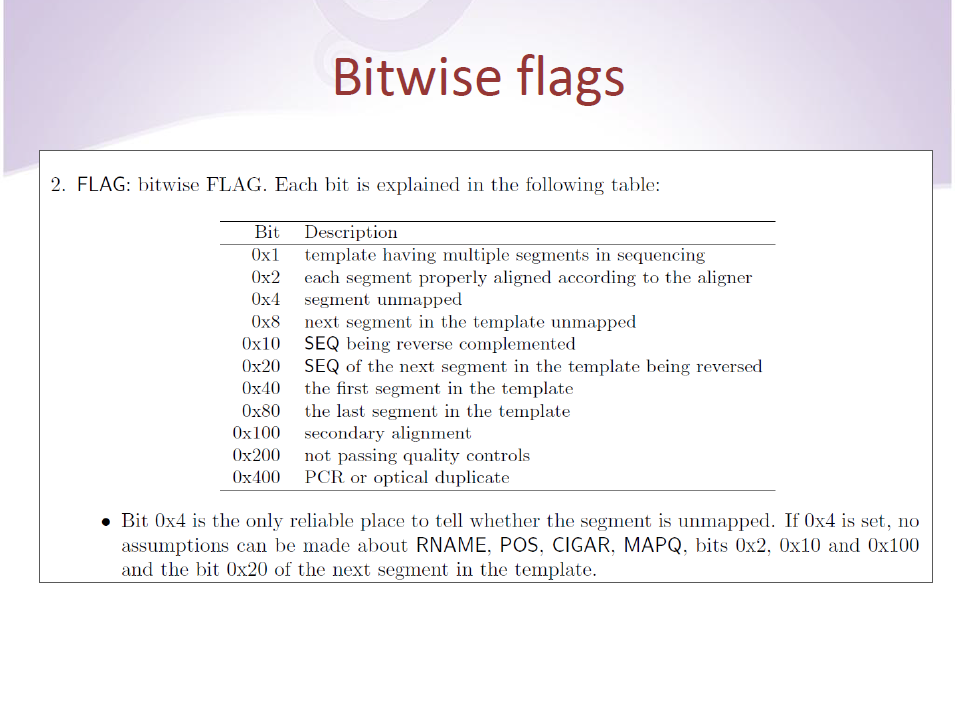 Bitwise flags
2. FLAG: bitwise FLAG. Each bit is explained in the following table:
Bit Description
0x1 template having multiple segments in sequencing
0x2 each segment properly aligned according to the aligner
0x4 segment unmapped
0x8 next segment in the template unmapped
0x10 SEQ being reverse complemented
0x20 SEQ of the next segment in the template being reversed
0x40 the first segment in the template
0x80 the last segment in the template
0x100 secondary alignment
0x200 not passing quality controls
0x400 PCR or optical duplicate
• Bit 0x4 is the only reliable place to tell whether the segment is unmapped. If 0x4 is set, no
assumptions can be made about RNAME, POS, CIGAR, MAPQ, bits 0x2, 0x10 and 0x100
and the bit 0x20 of the next segment in the template.